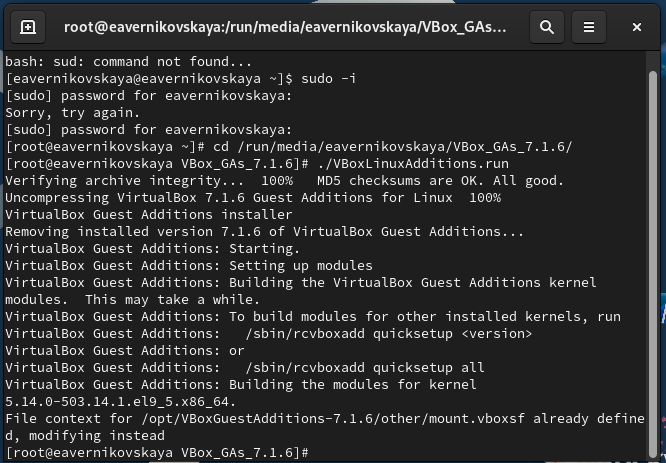 root@eavernikovskaya:/run/media/eavernikovskaya/VBox_GAs...
bash: sud: command not found...
[eavernikovskaya@eavernikovskaya ~]$ sudo -i
[sudo] password for eavernikovskaya:
Sorry, try again.
[sudo] password for eavernikovskaya:
[root@eavernikovskaya ~]# cd /run/media/eavernikovskaya/VBox_GAs_7.1.6/
[root@eavernikovskaya VBox_GAs_7.1.6]# ./VBoxLinuxAdditions.run
Verifying archive integrity...  100%   MD5 checksums are OK. All good.
Uncompressing VirtualBox 7.1.6 Guest Additions for Linux  100%
VirtualBox Guest Additions installer
Removing installed version 7.1.6 of VirtualBox Guest Additions...
VirtualBox Guest Additions: Starting.
VirtualBox Guest Additions: Setting up modules
VirtualBox Guest Additions: Building the VirtualBox Guest Additions kernel
modules.  This may take a while.
VirtualBox Guest Additions: To build modules for other installed kernels, run
VirtualBox Guest Additions:   /sbin/rcvboxadd quicksetup <version>
VirtualBox Guest Additions: or
VirtualBox Guest Additions:   /sbin/rcvboxadd quicksetup all
VirtualBox Guest Additions: Building the modules for kernel
5.14.0-503.14.1.el9_5.x86_64.
File context for /opt/VBoxGuestAdditions-7.1.6/other/mount.vboxsf already define
d, modifying instead
[root@eavernikovskaya VBox_GAs_7.1.6]#